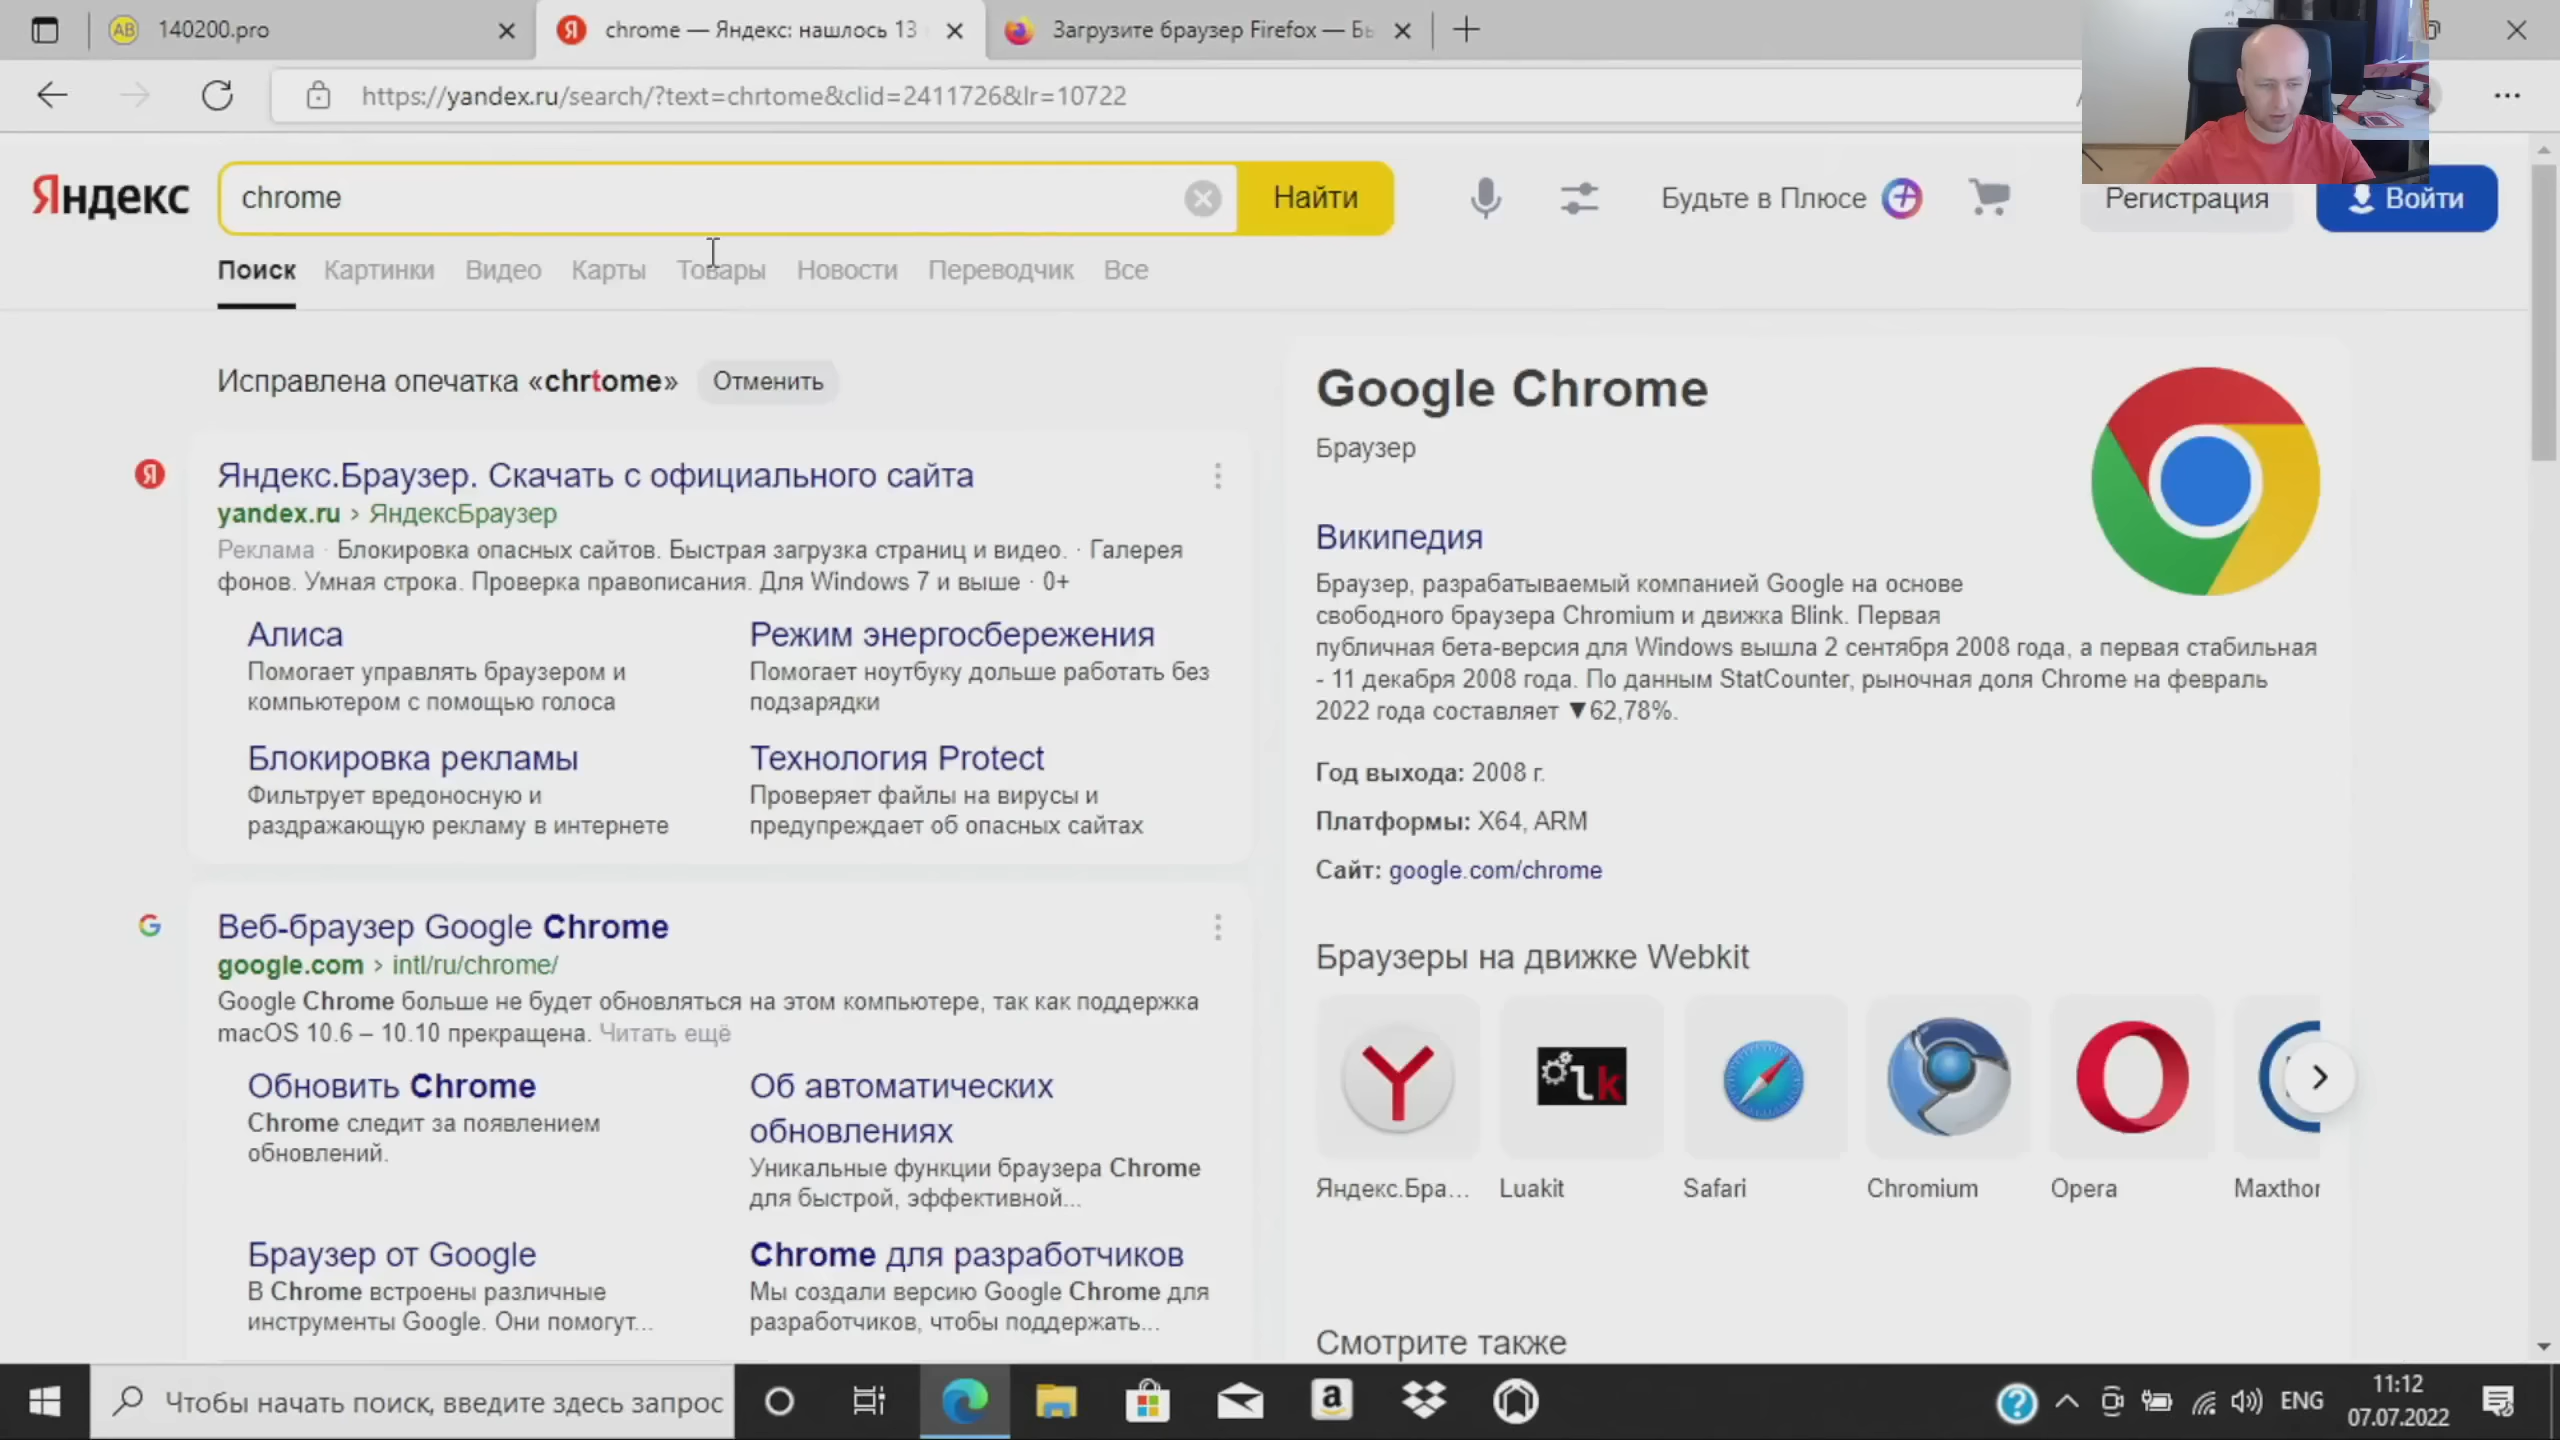 140200.pro
chrome — Яндекс: нашлось 13
Загрузите браузер Firefox — Бы
https://yandex.ru/search/?text=chrtome&clid=2411726&lr=10722
Яндекс
chrome
Найти
Будьте в Плюсе
Регистрация
Войти
Поиск Картинки Видео Карты Товары Новости Переводчик Все
Исправлена опечатка «chrtome» Отменить
Яндекс.Браузер. Скачать с официального сайта
yandex.ru › ЯндексБраузер
Реклама · Блокировка опасных сайтов. Быстрая загрузка страниц и видео. · Галерея
фонов. Умная строка. Проверка правописания. Для Windows 7 и выше · 0+
Алиса
Помогает управлять браузером и
компьютером с помощью голоса
Режим энергосбережения
Помогает ноутбуку дольше работать без
подзарядки
Блокировка рекламы
Фильтрует вредоносную и
раздражающую рекламу в интернете
Технология Protect
Проверяет файлы на вирусы и
предупреждает об опасных сайтах
Веб-браузер Google Chrome
google.com › intl/ru/chrome/
Google Chrome больше не будет обновляться на этом компьютере, так как поддержка
macOS 10.6 – 10.10 прекращена. Читать ещё
Обновить Chrome
Chrome следит за появлением
обновлений.
Об автоматических
обновлениях
Уникальные функции браузера Chrome
для быстрой, эффективной...
Браузер от Google
В Chrome встроены различные
инструменты Google. Они помогут...
Chrome для разработчиков
Мы создали версию Google Chrome для
разработчиков, чтобы поддержать...
Google Chrome
Браузер
Википедия
Браузер, разрабатываемый компанией Google на основе
свободного браузера Chromium и движка Blink. Первая
публичная бета-версия для Windows вышла 2 сентября 2008 года, а первая стабильная
- 11 декабря 2008 года. По данным StatCounter, рыночная доля Chrome на февраль
2022 года составляет ▼62,78%.
Год выхода: 2008 г.
Платформы: X64, ARM
Сайт: google.com/chrome
Браузеры на движке Webkit
Яндекс.Бра...
Luakit
Safari
Chromium
Opera
Maxthor
Смотрите также
Чтобы начать поиск, введите здесь запрос
ENG
11:12
07.07.2022